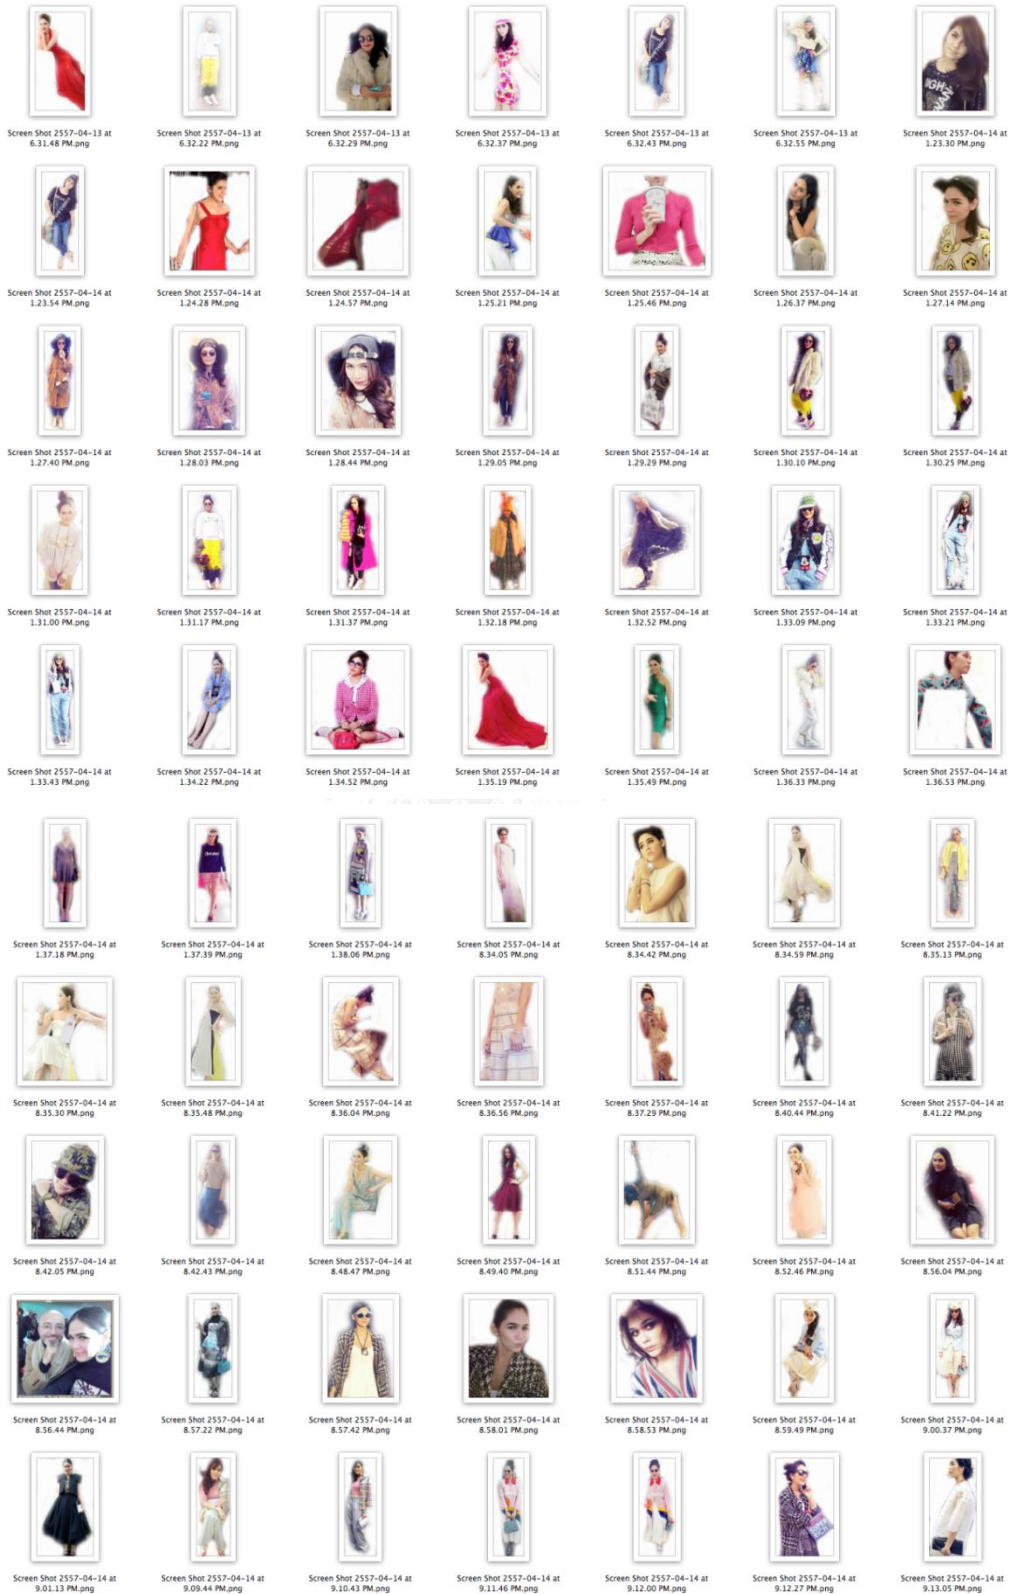 Screen Shot 2557-04-13 at
6.31.48 PM.png
Screen Shot 2557-04-13 at
6.32.22 PM.png
Screen Shot 2557-04-13 at
6.32.29 PM.png
Screen Shot 2557-04-13 at
6.32.37 PM.png
Screen Shot 2557-04-13 at
6.32.43 PM.png
Screen Shot 2557-04-13 at
6.32.55 PM.png
Screen Shot 2557-04-14 at
1.23.30 PM.png
Screen Shot 2557-04-14 at
1.23.54 PM.png
Screen Shot 2557-04-14 at
1.24.28 PM.png
Screen Shot 2557-04-14 at
1.24.57 PM.png
Screen Shot 2557-04-14 at
1.25.21 PM.png
Screen Shot 2557-04-14 at
1.25.46 PM.png
Screen Shot 2557-04-14 at
1.26.37 PM.png
Screen Shot 2557-04-14 at
1.27.14 PM.png
Screen Shot 2557-04-14 at
1.27.40 PM.png
Screen Shot 2557-04-14 at
1.28.03 PM.png
Screen Shot 2557-04-14 at
1.28.44 PM.png
Screen Shot 2557-04-14 at
1.29.05 PM.png
Screen Shot 2557-04-14 at
1.29.29 PM.png
Screen Shot 2557-04-14 at
1.30.10 PM.png
Screen Shot 2557-04-14 at
1.30.25 PM.png
Screen Shot 2557-04-14 at
1.31.00 PM.png
Screen Shot 2557-04-14 at
1.31.17 PM.png
Screen Shot 2557-04-14 at
1.31.37 PM.png
Screen Shot 2557-04-14 at
1.32.18 PM.png
Screen Shot 2557-04-14 at
1.32.52 PM.png
Screen Shot 2557-04-14 at
1.33.09 PM.png
Screen Shot 2557-04-14 at
1.33.21 PM.png
Screen Shot 2557-04-14 at
1.33.43 PM.png
Screen Shot 2557-04-14 at
1.34.22 PM.png
Screen Shot 2557-04-14 at
1.34.52 PM.png
Screen Shot 2557-04-14 at
1.35.19 PM.png
Screen Shot 2557-04-14 at
1.35.49 PM.png
Screen Shot 2557-04-14 at
1.36.33 PM.png
Screen Shot 2557-04-14 at
1.36.53 PM.png
Screen Shot 2557-04-14 at
1.37.18 PM.png
Screen Shot 2557-04-14 at
1.37.39 PM.png
Screen Shot 2557-04-14 at
1.38.06 PM.png
Screen Shot 2557-04-14 at
8.34.05 PM.png
Screen Shot 2557-04-14 at
8.34.42 PM.png
Screen Shot 2557-04-14 at
8.34.59 PM.png
Screen Shot 2557-04-14 at
8.35.13 PM.png
Screen Shot 2557-04-14 at
8.35.30 PM.png
Screen Shot 2557-04-14 at
8.35.48 PM.png
Screen Shot 2557-04-14 at
8.36.04 PM.png
Screen Shot 2557-04-14 at
8.36.56 PM.png
Screen Shot 2557-04-14 at
8.37.29 PM.png
Screen Shot 2557-04-14 at
8.40.44 PM.png
Screen Shot 2557-04-14 at
8.41.22 PM.png
Screen Shot 2557-04-14 at
8.42.05 PM.png
Screen Shot 2557-04-14 at
8.42.43 PM.png
Screen Shot 2557-04-14 at
8.48.47 PM.png
Screen Shot 2557-04-14 at
8.49.40 PM.png
Screen Shot 2557-04-14 at
8.51.44 PM.png
Screen Shot 2557-04-14 at
8.52.46 PM.png
Screen Shot 2557-04-14 at
8.56.04 PM.png
Screen Shot 2557-04-14 at
8.56.44 PM.png
Screen Shot 2557-04-14 at
8.57.22 PM.png
Screen Shot 2557-04-14 at
8.57.42 PM.png
Screen Shot 2557-04-14 at
8.58.01 PM.png
Screen Shot 2557-04-14 at
8.58.53 PM.png
Screen Shot 2557-04-14 at
8.59.49 PM.png
Screen Shot 2557-04-14 at
9.00.37 PM.png
Screen Shot 2557-04-14 at
9.01.13 PM.png
Screen Shot 2557-04-14 at
9.09.44 PM.png
Screen Shot 2557-04-14 at
9.10.43 PM.png
Screen Shot 2557-04-14 at
9.11.46 PM.png
Screen Shot 2557-04-14 at
9.12.00 PM.png
Screen Shot 2557-04-14 at
9.12.27 PM.png
Screen Shot 2557-04-14 at
9.13.05 PM.png